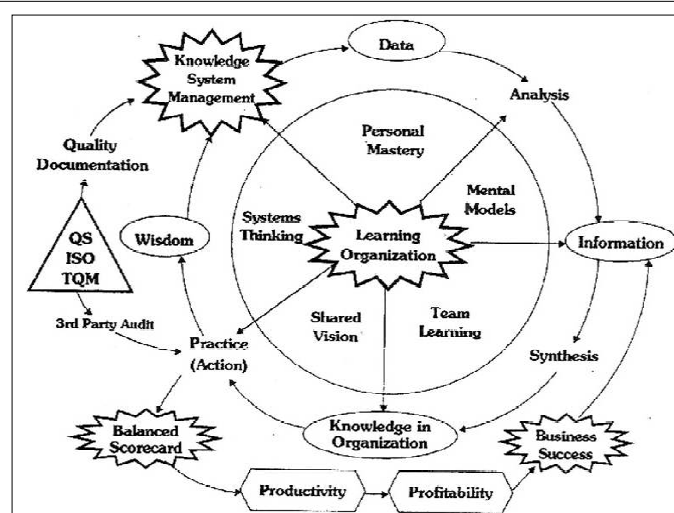 Knowledge
System
Management
Data
Analysis
Quality
Documentation
Personal
Mastery
Mental
Models
Systems
Thinking
Learning
Organization
Wisdom
Information
QS
ISO
TQM
3rd Party Audit
Shared
Vision
Team
Learning
Practice
(Action)
Synthesis
Balanced
Scorecard
Knowledge in
Organization
Business
Success
Productivity
Profitability